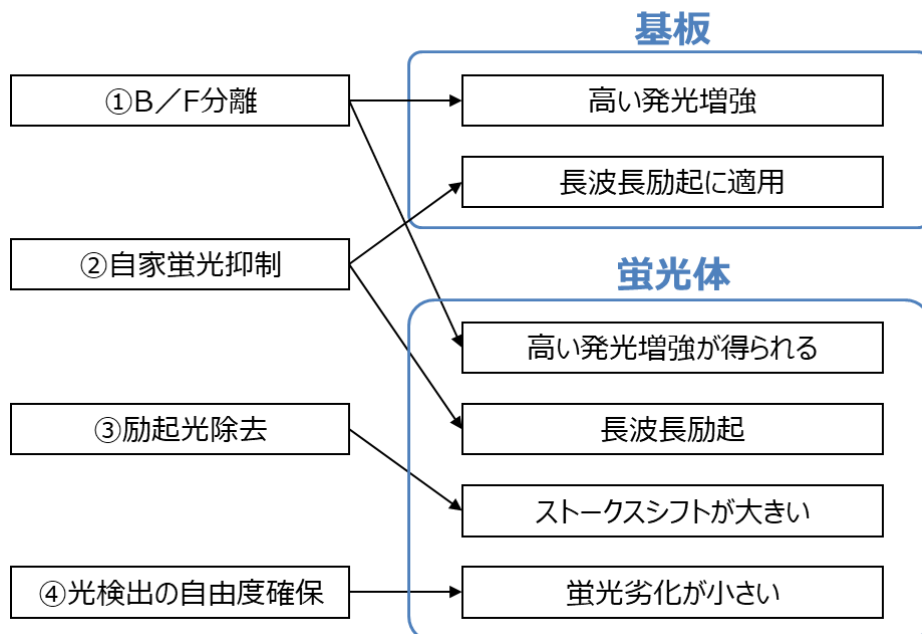 基板
①B／F分離
高い発光増強
長波長励起に適用
②自家蛍光抑制
蛍光体
高い発光増強が得られる
③励起光除去
長波長励起
ストークスシフトが大きい
④光検出の自由度確保
蛍光劣化が小さい